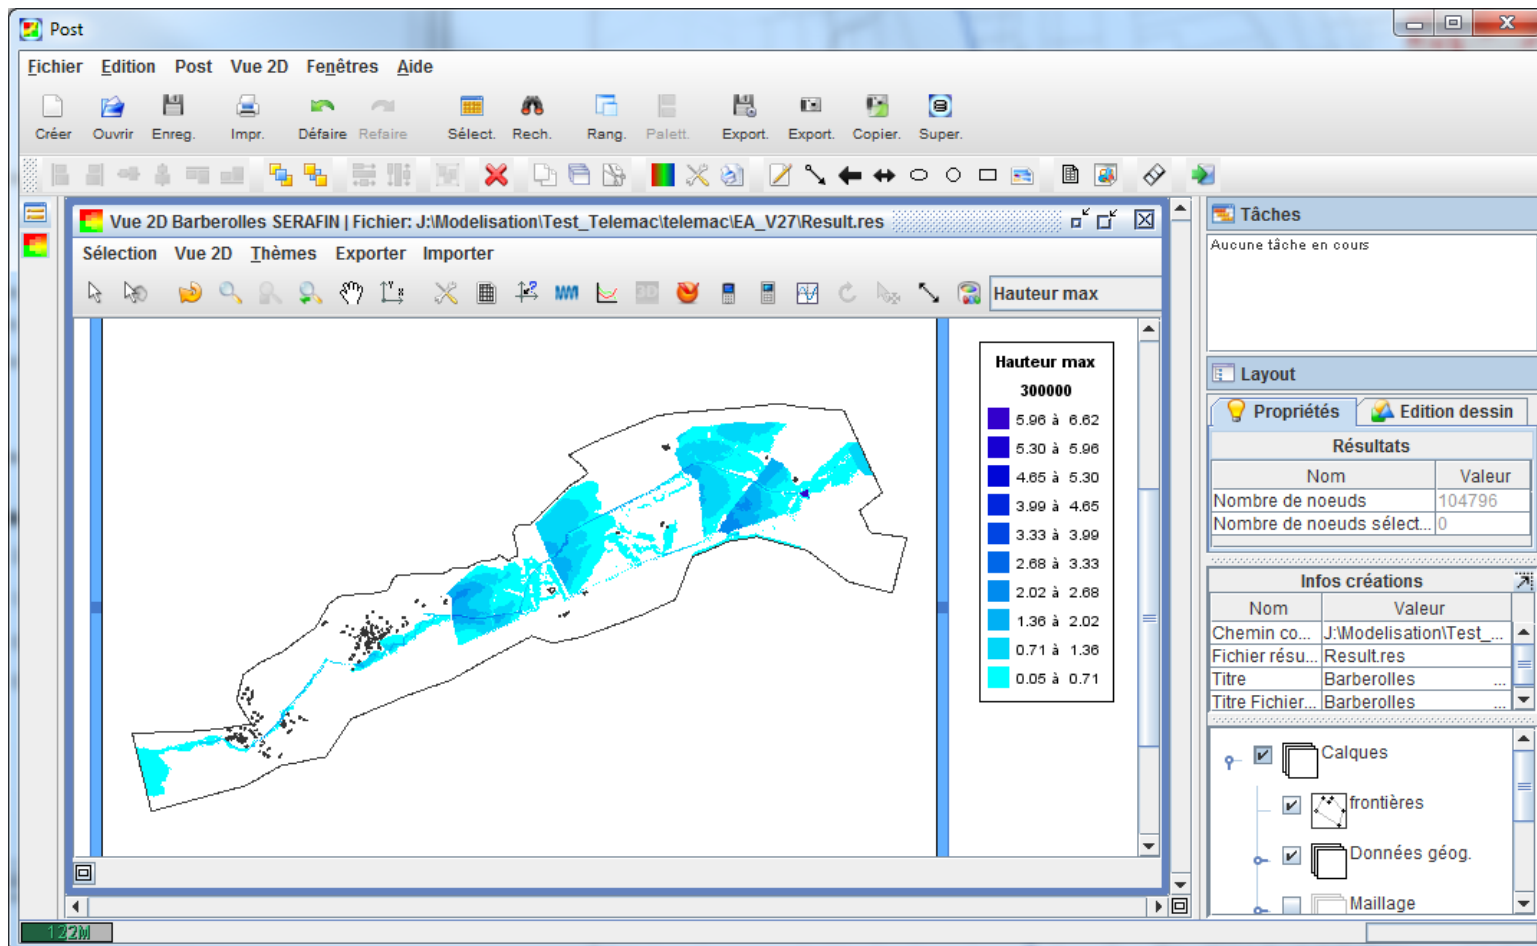 Post
Fichier Edition Post Vue 2D Fenêtres Aide
Créer Ouvrir Enreg. Impr. Défaire Refaire Sélect. Rech. Rang. Palett. Export. Export. Copier. Super.
Vue 2D Barberolles SERAFIN | Fichier: J:\Modelisation\Test_Telemac\telemac\EA_V27\Result.res
Sélection Vue 2D Thèmes Exporter Importer
3D
Hauteur max
Hauteur max
300000
5.96 à 6.62
5.30 à 5.96
4.65 à 5.30
3.99 à 4.65
3.33 à 3.99
2.68 à 3.33
2.02 à 2.68
1.36 à 2.02
0.71 à 1.36
0.05 à 0.71
Tâches
Aucune tâche en cours
Layout
Propriétés Edition dessin
Résultats
Nom Valeur
Nombre de noeuds 104796
Nombre de noeuds sélect... 0
Infos créations
Nom Valeur
Chemin co... J:\Modelisation\Test_...
Fichier résu... Result.res
Titre Barberolles ...
Titre Fichier... Barberolles ...
Calques
frontières
Données géog.
Maillage
122M